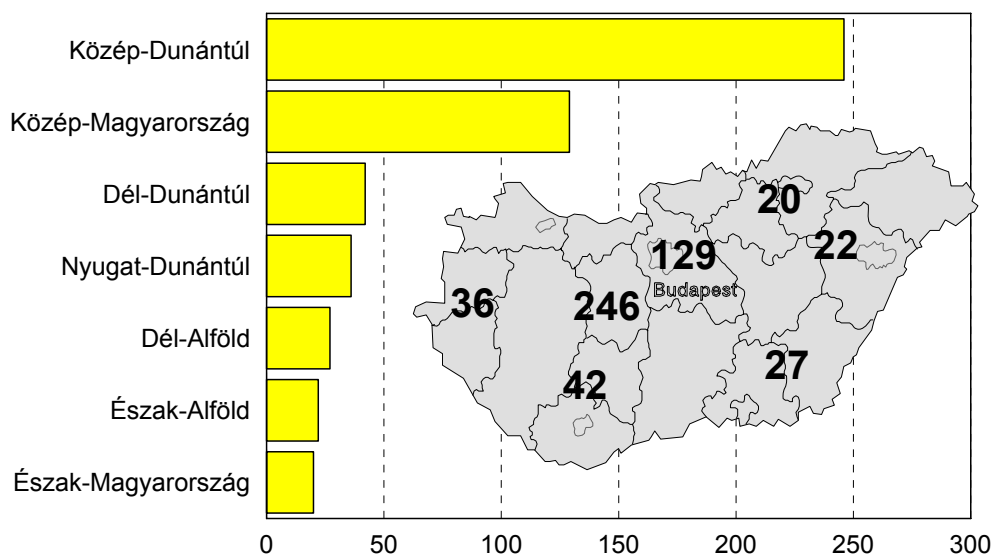 Közép-Dunántúl
Közép-Magyarország
Dél-Dunántúl
Nyugat-Dunántúl
Dél-Alföld
Észak-Alföld
Észak-Magyarország
20
22
129
Budapest
36
246
27
42
0 50 100 150 200 250 300